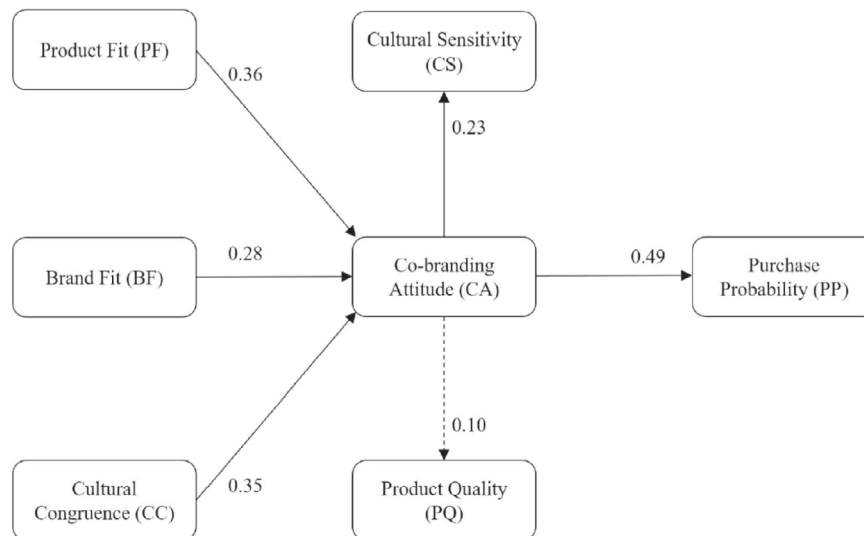 Product Fit (PF)
Cultural Sensitivity
(CS)
0.36
0.23
Brand Fit (BF)
0.28
Co-branding
Attitude (CA)
0.49
Purchase
Probability (PP)
0.10
Cultural
Congruence (CC)
0.35
Product Quality
(PQ)